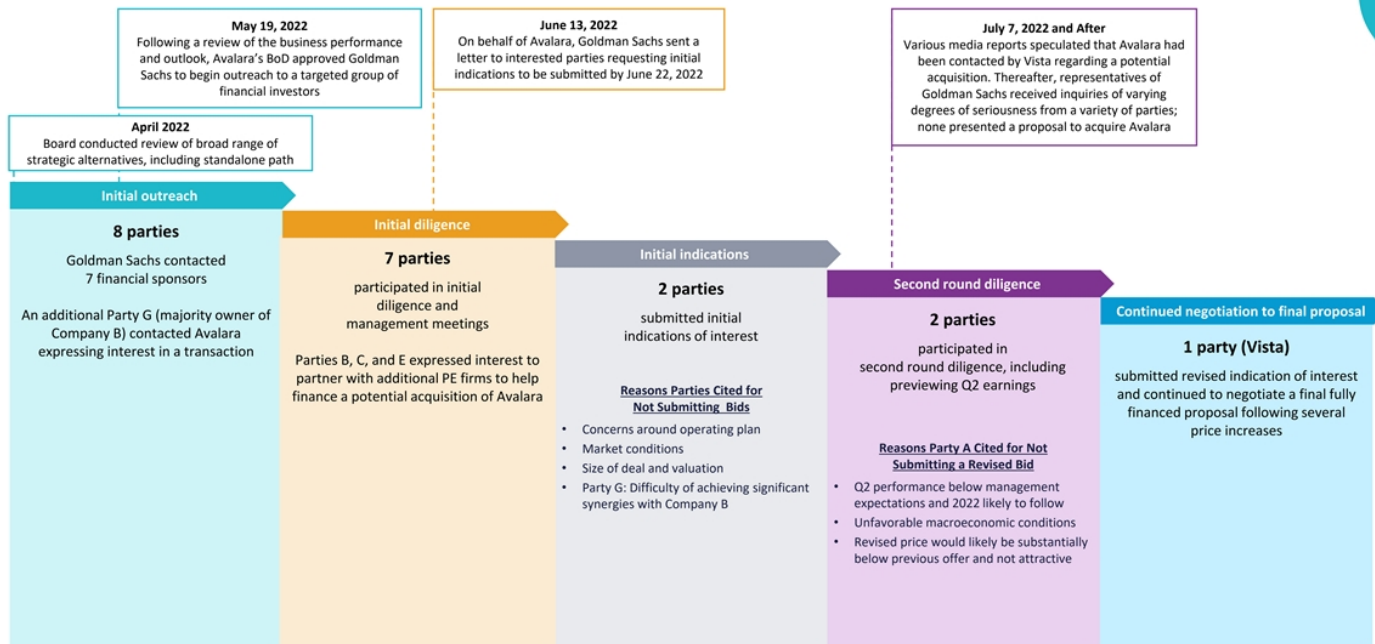 May 19, 2022
Following a review of the business performance
and outlook, Avalara's BoD approved Goldman
Sachs to begin outreach to a targeted group of
financial investors
June 13, 2022
On behalf of Avalara, Goldman Sachs sent a
letter to interested parties requesting initial
indications to be submitted by June 22, 2022
July 7, 2022 and After
Various media reports speculated that Avalara had
been contacted by Vista regarding a potential
acquisition. Thereafter, representatives of
Goldman Sachs received inquiries of varying
degrees of seriousness from a variety of parties;
none presented a proposal to acquire Avalara
April 2022
Board conducted review of broad range of
strategic alternatives, including standalone path
Initial outreach
8 parties
Goldman Sachs contacted
7 financial sponsors
An additional Party G (majority owner of
Company B) contacted Avalara
expressing interest in a transaction
Initial diligence
7 parties
participated in initial
diligence and
management meetings
Parties B, C, and E expressed interest to
partner with additional PE firms to help
finance a potential acquisition of Avalara
Initial indications
2 parties
submitted initial
indications of interest
Reasons Parties Cited for
Not Submitting Bids
• Concerns around operating plan
• Market conditions
• Size of deal and valuation
• Party G: Difficulty of achieving significant
synergies with Company B
Second round diligence
2 parties
participated in
second round diligence, including
previewing Q2 earnings
Reasons Party A Cited for Not
Submitting a Revised Bid
• Q2 performance below management
expectations and 2022 likely to follow
• Unfavorable macroeconomic conditions
• Revised price would likely be substantially
below previous offer and not attractive
Continued negotiation to final proposal
1 party (Vista)
submitted revised indication of interest
and continued to negotiate a final fully
financed proposal following several
price increases